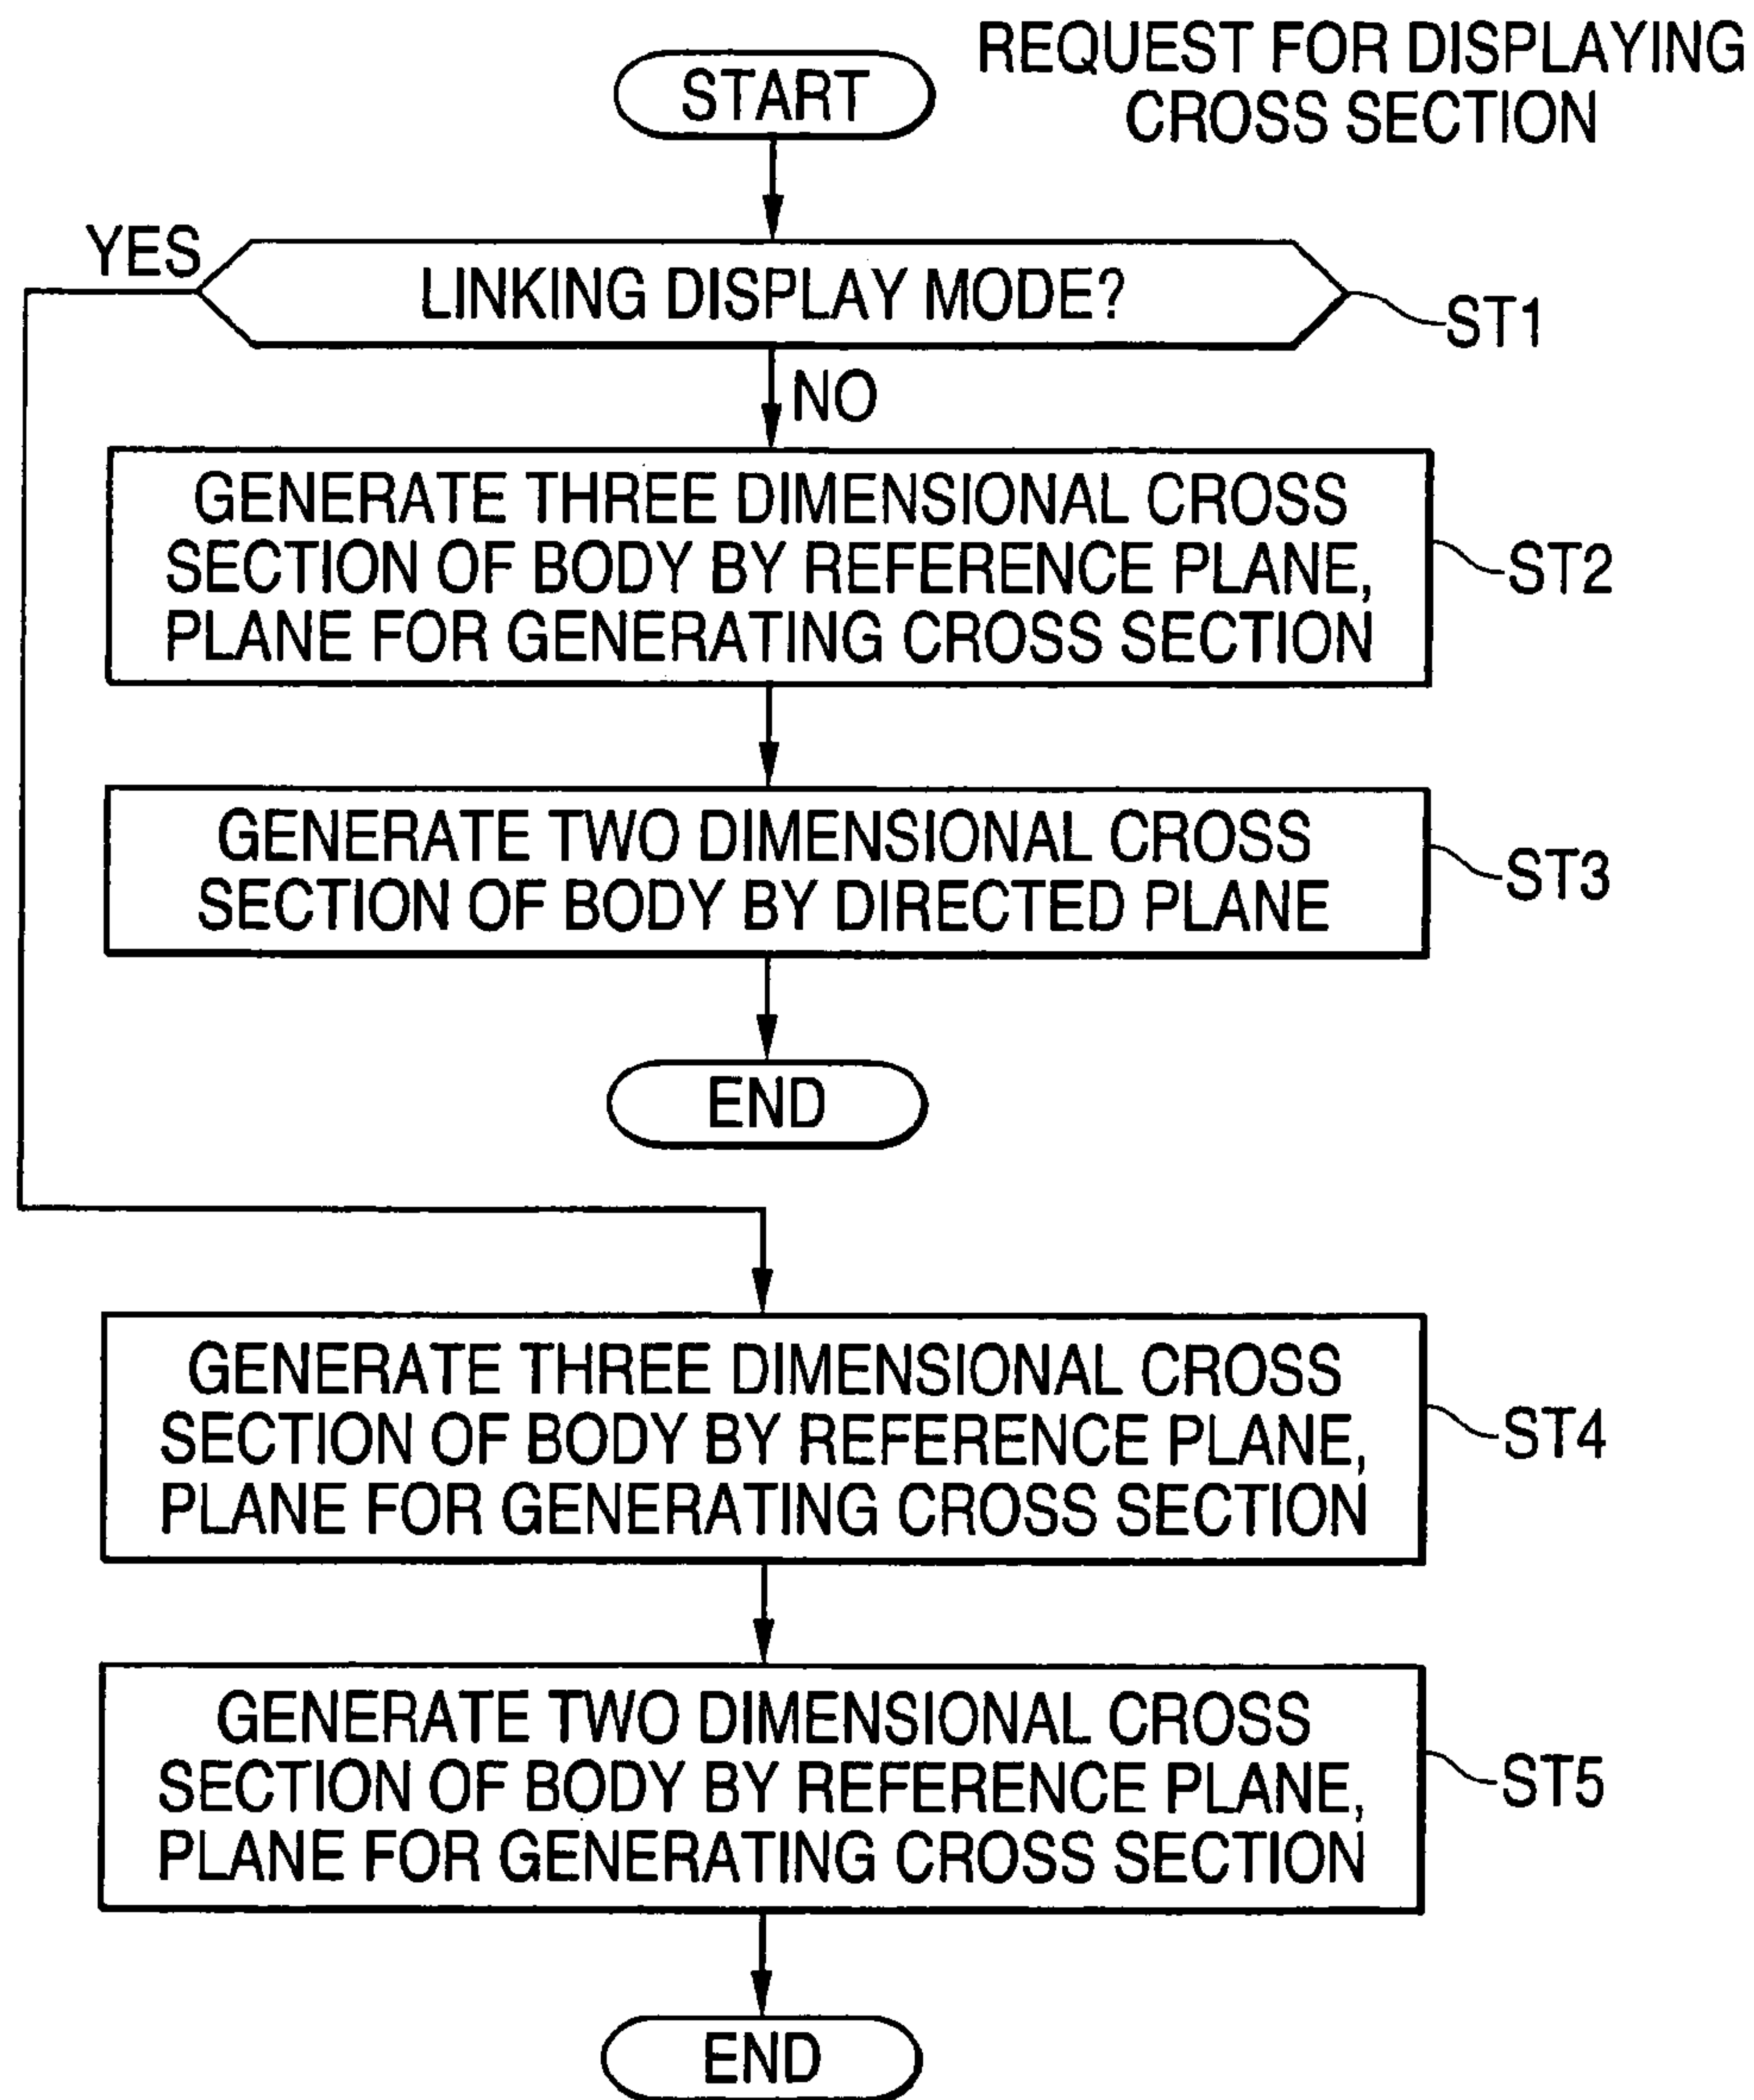 REQUEST FOR DISPLAYING
CROSS SECTION
START
YES
LINKING DISPLAY MODE?
ST1
NO
GENERATE THREE DIMENSIONAL CROSS
SECTION OF BODY BY REFERENCE PLANE,
PLANE FOR GENERATING CROSS SECTION
ST2
GENERATE TWO DIMENSIONAL CROSS
SECTION OF BODY BY DIRECTED PLANE
ST3
END
GENERATE THREE DIMENSIONAL CROSS
SECTION OF BODY BY REFERENCE PLANE,
PLANE FOR GENERATING CROSS SECTION
ST4
GENERATE TWO DIMENSIONAL CROSS
SECTION OF BODY BY REFERENCE PLANE,
PLANE FOR GENERATING CROSS SECTION
ST5
END